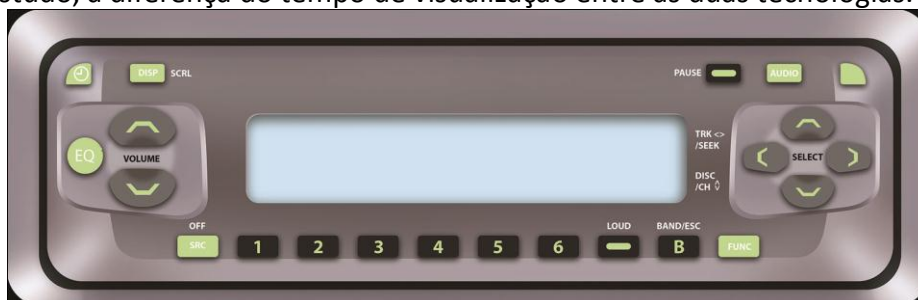 studo, a diferença do tempo de visualização entre as duas tecnologias.
DISP SCRL
PAUSE
AUDIO
EQ
VOLUME
TRK <>
/SEEK
DISC
/CH
SELECT
OFF
SRC
1 2 3 4 5 6
LOUD
BAND/ESC
B
FUNC